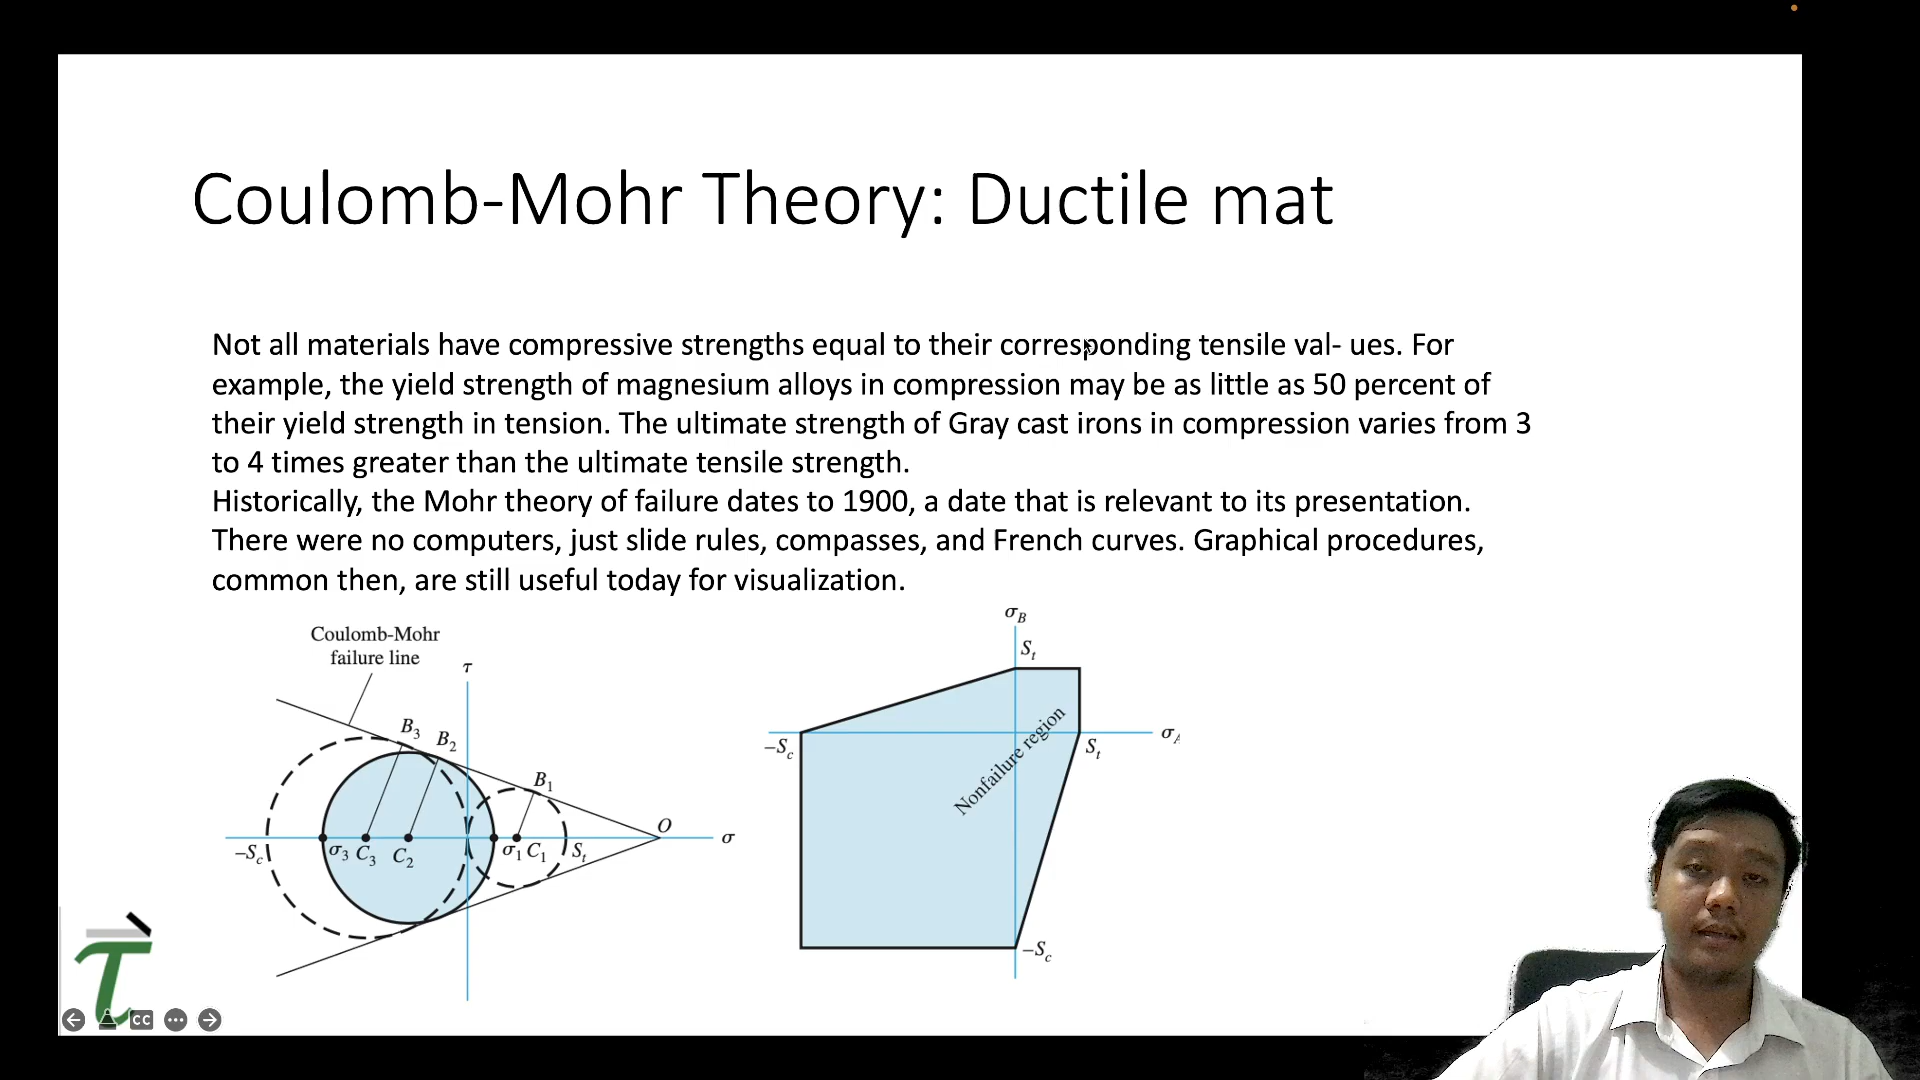 Coulomb-Mohr Theory: Ductile mat
Not all materials have compressive strengths equal to their corresponding tensile val- ues. For
example, the yield strength of magnesium alloys in compression may be as little as 50 percent of
their yield strength in tension. The ultimate strength of Gray cast irons in compression varies from 3
to 4 times greater than the ultimate tensile strength.
Historically, the Mohr theory of failure dates to 1900, a date that is relevant to its presentation.
There were no computers, just slide rules, compasses, and French curves. Graphical procedures,
common then, are still useful today for visualization.
Coulomb-Mohr
failure line
τ
B₃
B₂
B₁
O
σ
–Sc
σ₃
C₃
C₂
σ₁
C₁
St
σB
St
–Sc
Nonfailure region
St
σA
–Sc
τ
CC